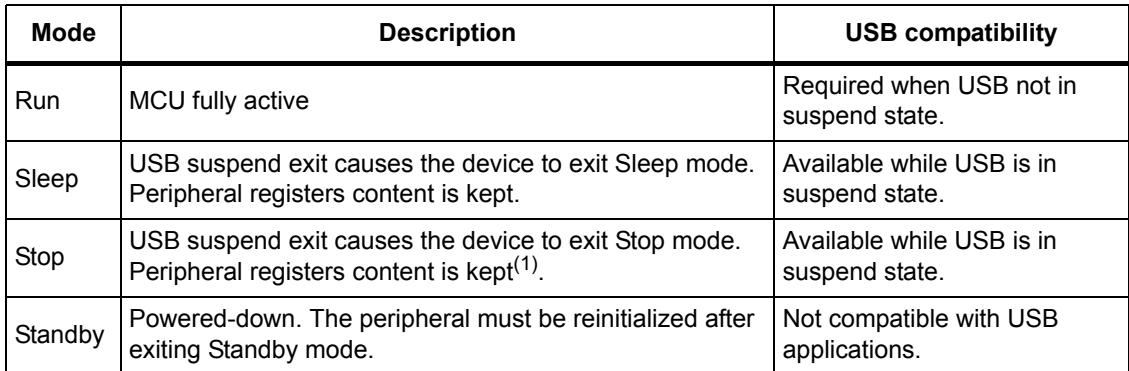 Mode Description USB compatibility
Run MCU fully active Required when USB not in
suspend state.
Sleep USB suspend exit causes the device to exit Sleep mode. Available while USB is in
Peripheral registers content is kept. suspend state.
Stop USB suspend exit causes the device to exit Stop mode. Available while USB is in
Peripheral registers content is kept(1). suspend state.
Standby Powered-down. The peripheral must be reinitialized after Not compatible with USB
exiting Standby mode. applications.